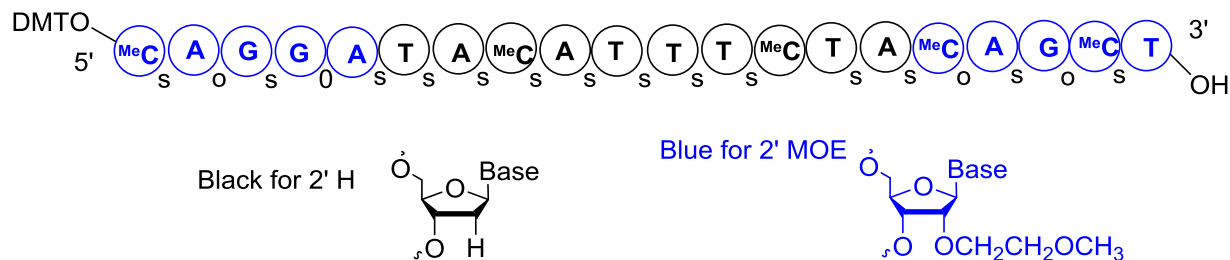 DMTO 3'
5' MeC A G G A T A MeC A T T T MeC T A MeC A G MeC T
s o s 0 s s s s s s s s s s o s o s
OH
Black for 2' H
O Base
O
O H
Blue for 2' MOE
O Base
O
O OCH2CH2OCH3